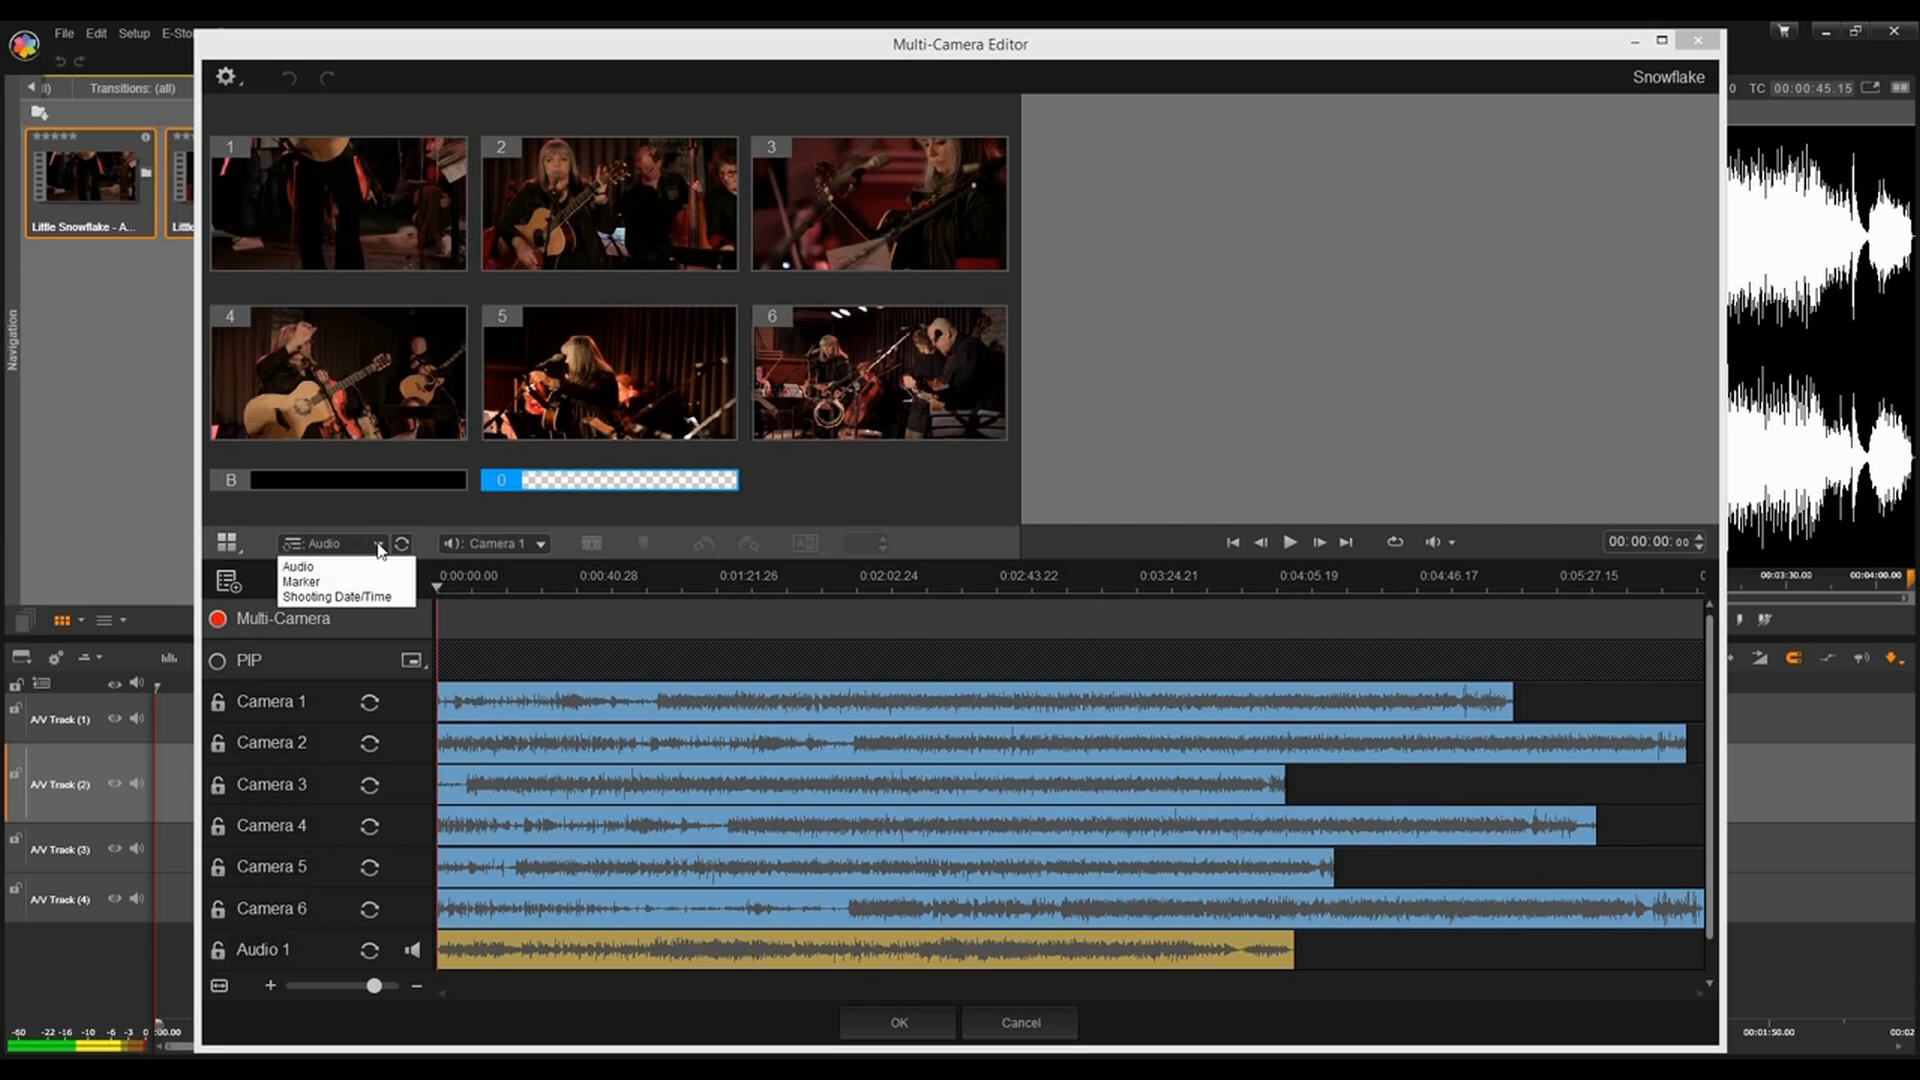 File Edit Setup E-Sto
Multi-Camera Editor
Snowflake
Transitions: (all)
TC 00:00:45.15
Little Snowflake - A...
Little
1
2
3
4
5
6
B
0
Navigation
Audio
Camera 1
00:00:00:00
Audio
Marker
Shooting Date/Time
0:00:00.00 0:00:40.28 0:01:21.26 0:02:02.24 0:02:43.22 0:03:24.21 0:04:05.19 0:04:46.17 0:05:27.15
00:03:30.00 00:04:00.00
Multi-Camera
PIP
Camera 1
Camera 2
Camera 3
Camera 4
Camera 5
Camera 6
Audio 1
A/V Track (1)
A/V Track (2)
A/V Track (3)
A/V Track (4)
OK
Cancel
-60 -22 -16 -10 -6 -3 0 :00.00
00:01:50.00 00:02